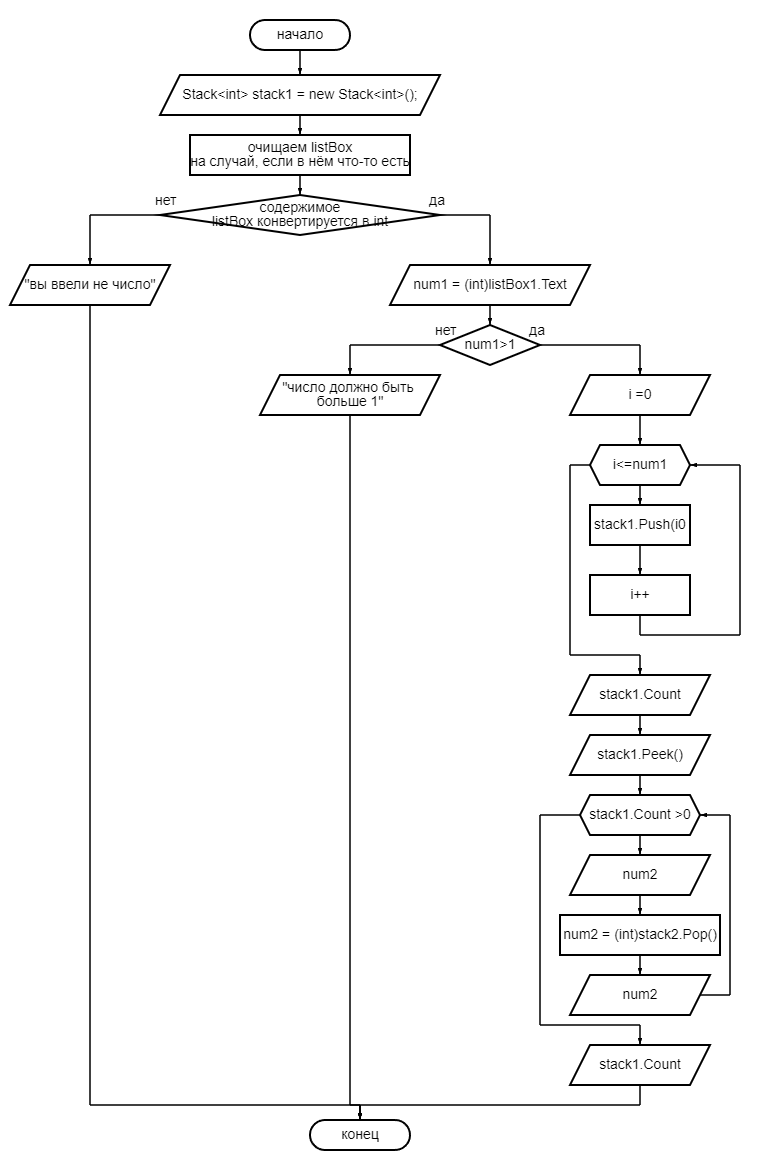 начало
Stack<int> stack1 = new Stack<int>();
очищаем listBox
на случай, если в нём что-то есть
нет
да
содержимое
listBox конвертируется в int
"вы ввели не число"
num1 = (int)listBox1.Text
нет
да
num1>1
"число должно быть
больше 1"
i =0
i<=num1
stack1.Push(i0
i++
stack1.Count
stack1.Peek()
stack1.Count >0
num2
num2 = (int)stack2.Pop()
num2
stack1.Count
конец